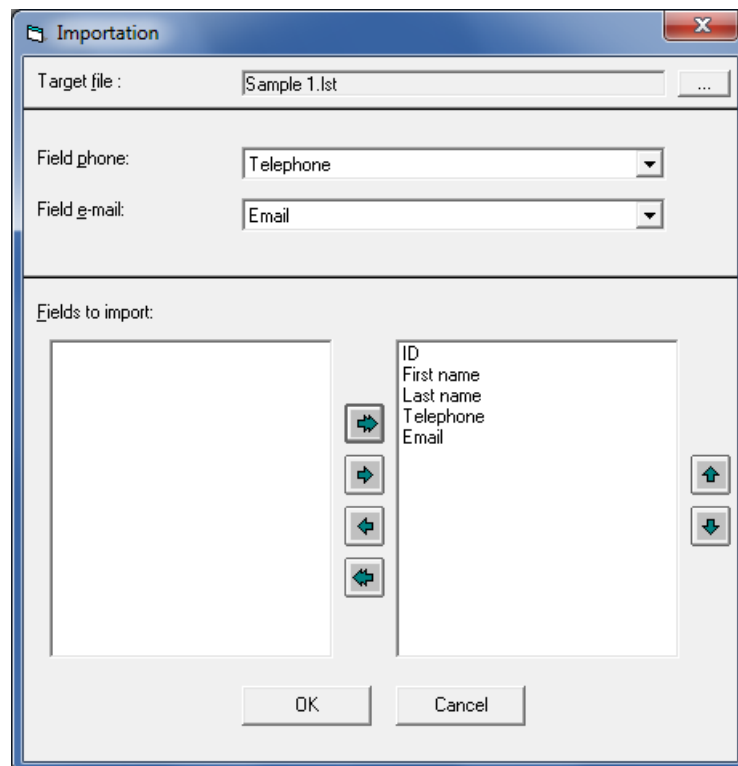 Importation
Target file :
Sample 1.lst
...
Field phone:
Telephone
Field e-mail:
Email
Fields to import:
ID
First name
Last name
Telephone
Email
OK
Cancel